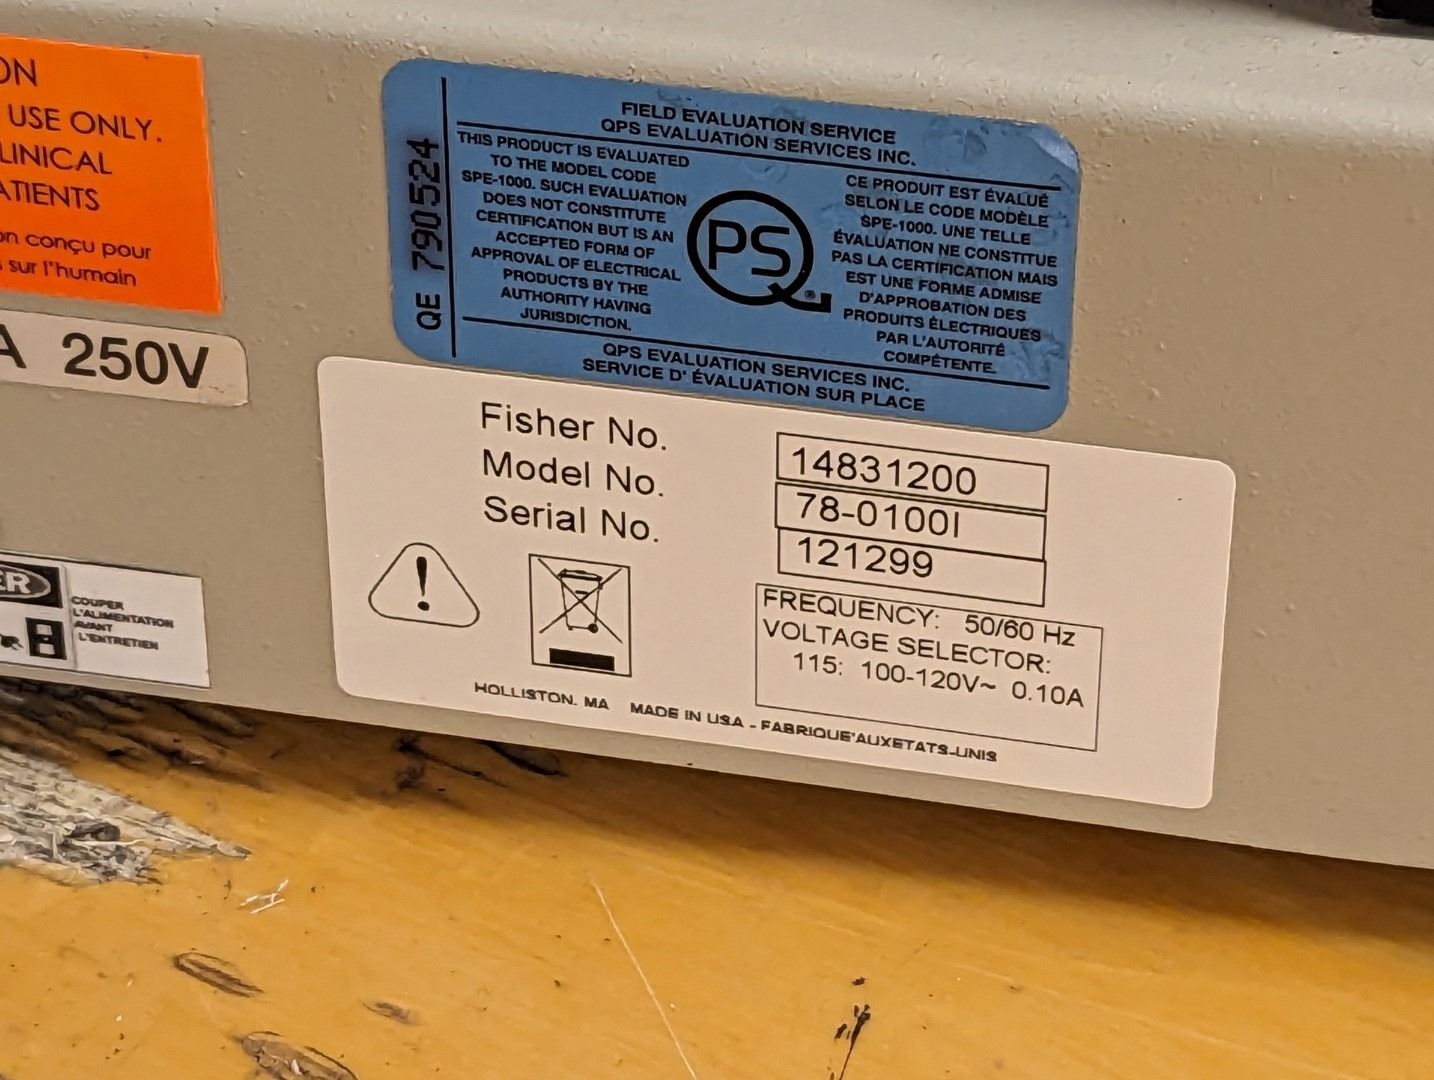 ON
USE ONLY.
LINICAL
ATIENTS
on conçu pour
s sur l'humain
A 250V
ER
COUPER
L'ALIMENTATION
AVANT
L'ENTRETIEN
QE 790524
FIELD EVALUATION SERVICE
QPS EVALUATION SERVICES INC.
THIS PRODUCT IS EVALUATED
TO THE MODEL CODE
SPE-1000. SUCH EVALUATION
DOES NOT CONSTITUTE
CERTIFICATION BUT IS AN
ACCEPTED FORM OF
APPROVAL OF ELECTRICAL
PRODUCTS BY THE
AUTHORITY HAVING
JURISDICTION.
QPS ®
CE PRODUIT EST ÉVALUÉ
SELON LE CODE MODÈLE
SPE-1000. UNE TELLE
ÉVALUATION NE CONSTITUE
PAS LA CERTIFICATION MAIS
EST UNE FORME ADMISE
D'APPROBATION DES
PRODUITS ÉLECTRIQUES
PAR L'AUTORITÉ
COMPÉTENTE.
QPS EVALUATION SERVICES INC.
SERVICE D' ÉVALUATION SUR PLACE
Fisher No. 14831200
Model No. 78-0100I
Serial No. 121299
FREQUENCY: 50/60 Hz
VOLTAGE SELECTOR:
115: 100-120V~ 0.10A
HOLLISTON. MA MADE IN USA - FABRIQUE'AUXETATS-UNIS